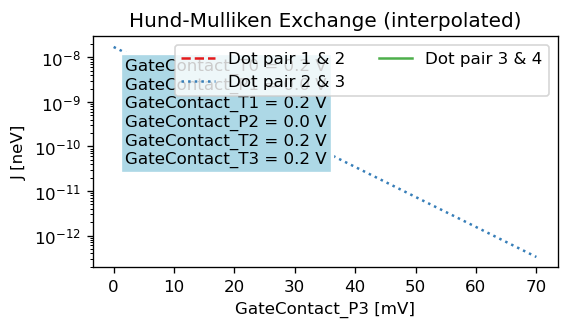 Hund-Mulliken Exchange (interpolated)
Dot pair 1 & 2
Dot pair 2 & 3
Dot pair 3 & 4
GateContact_T0 = 0.2 V
V
GateContact_T1 = 0.2 V
GateContact_P2 = 0.0 V
GateContact_T2 = 0.2 V
GateContact_T3 = 0.2 V
J [neV]
10⁻⁸
10⁻⁹
10⁻¹⁰
10⁻¹¹
10⁻¹²
0 10 20 30 40 50 60 70
GateContact_P3 [mV]